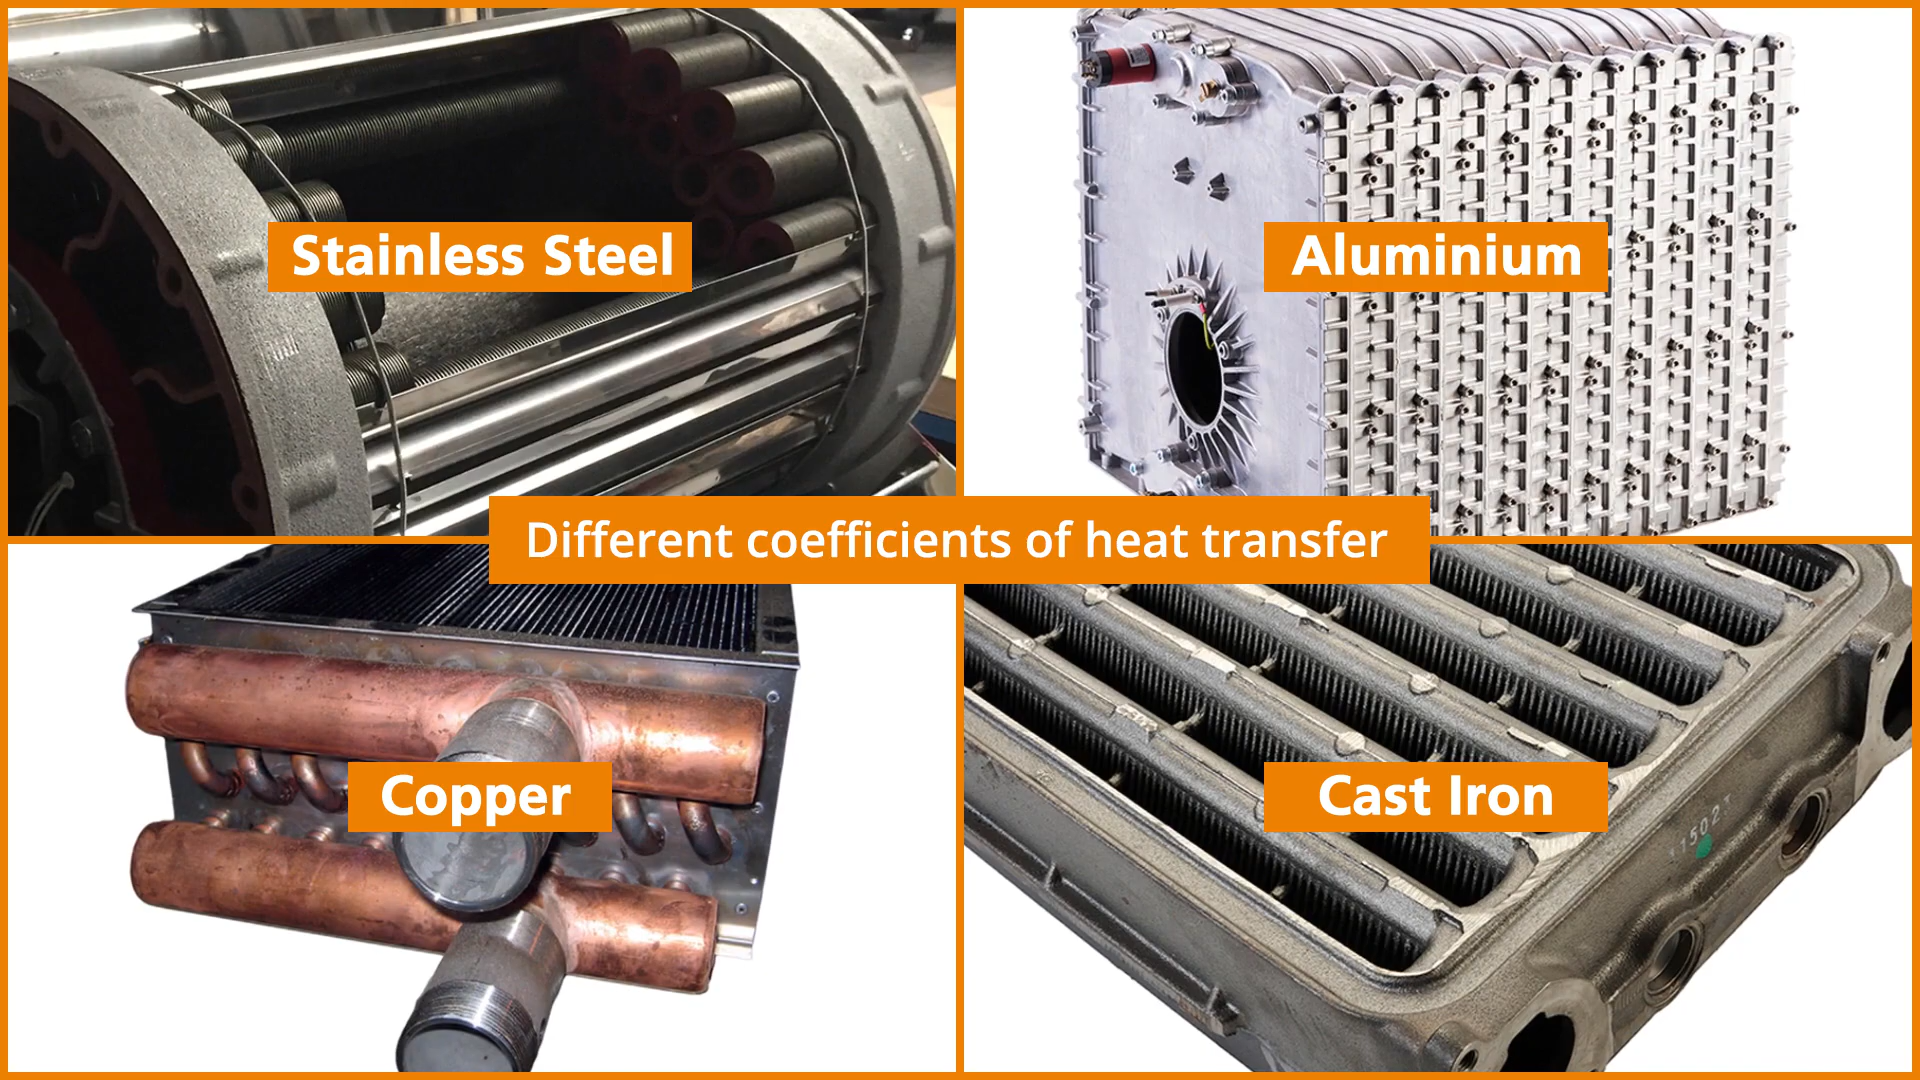 Stainless Steel
Aluminium
Different coefficients of heat transfer
Copper
Cast Iron